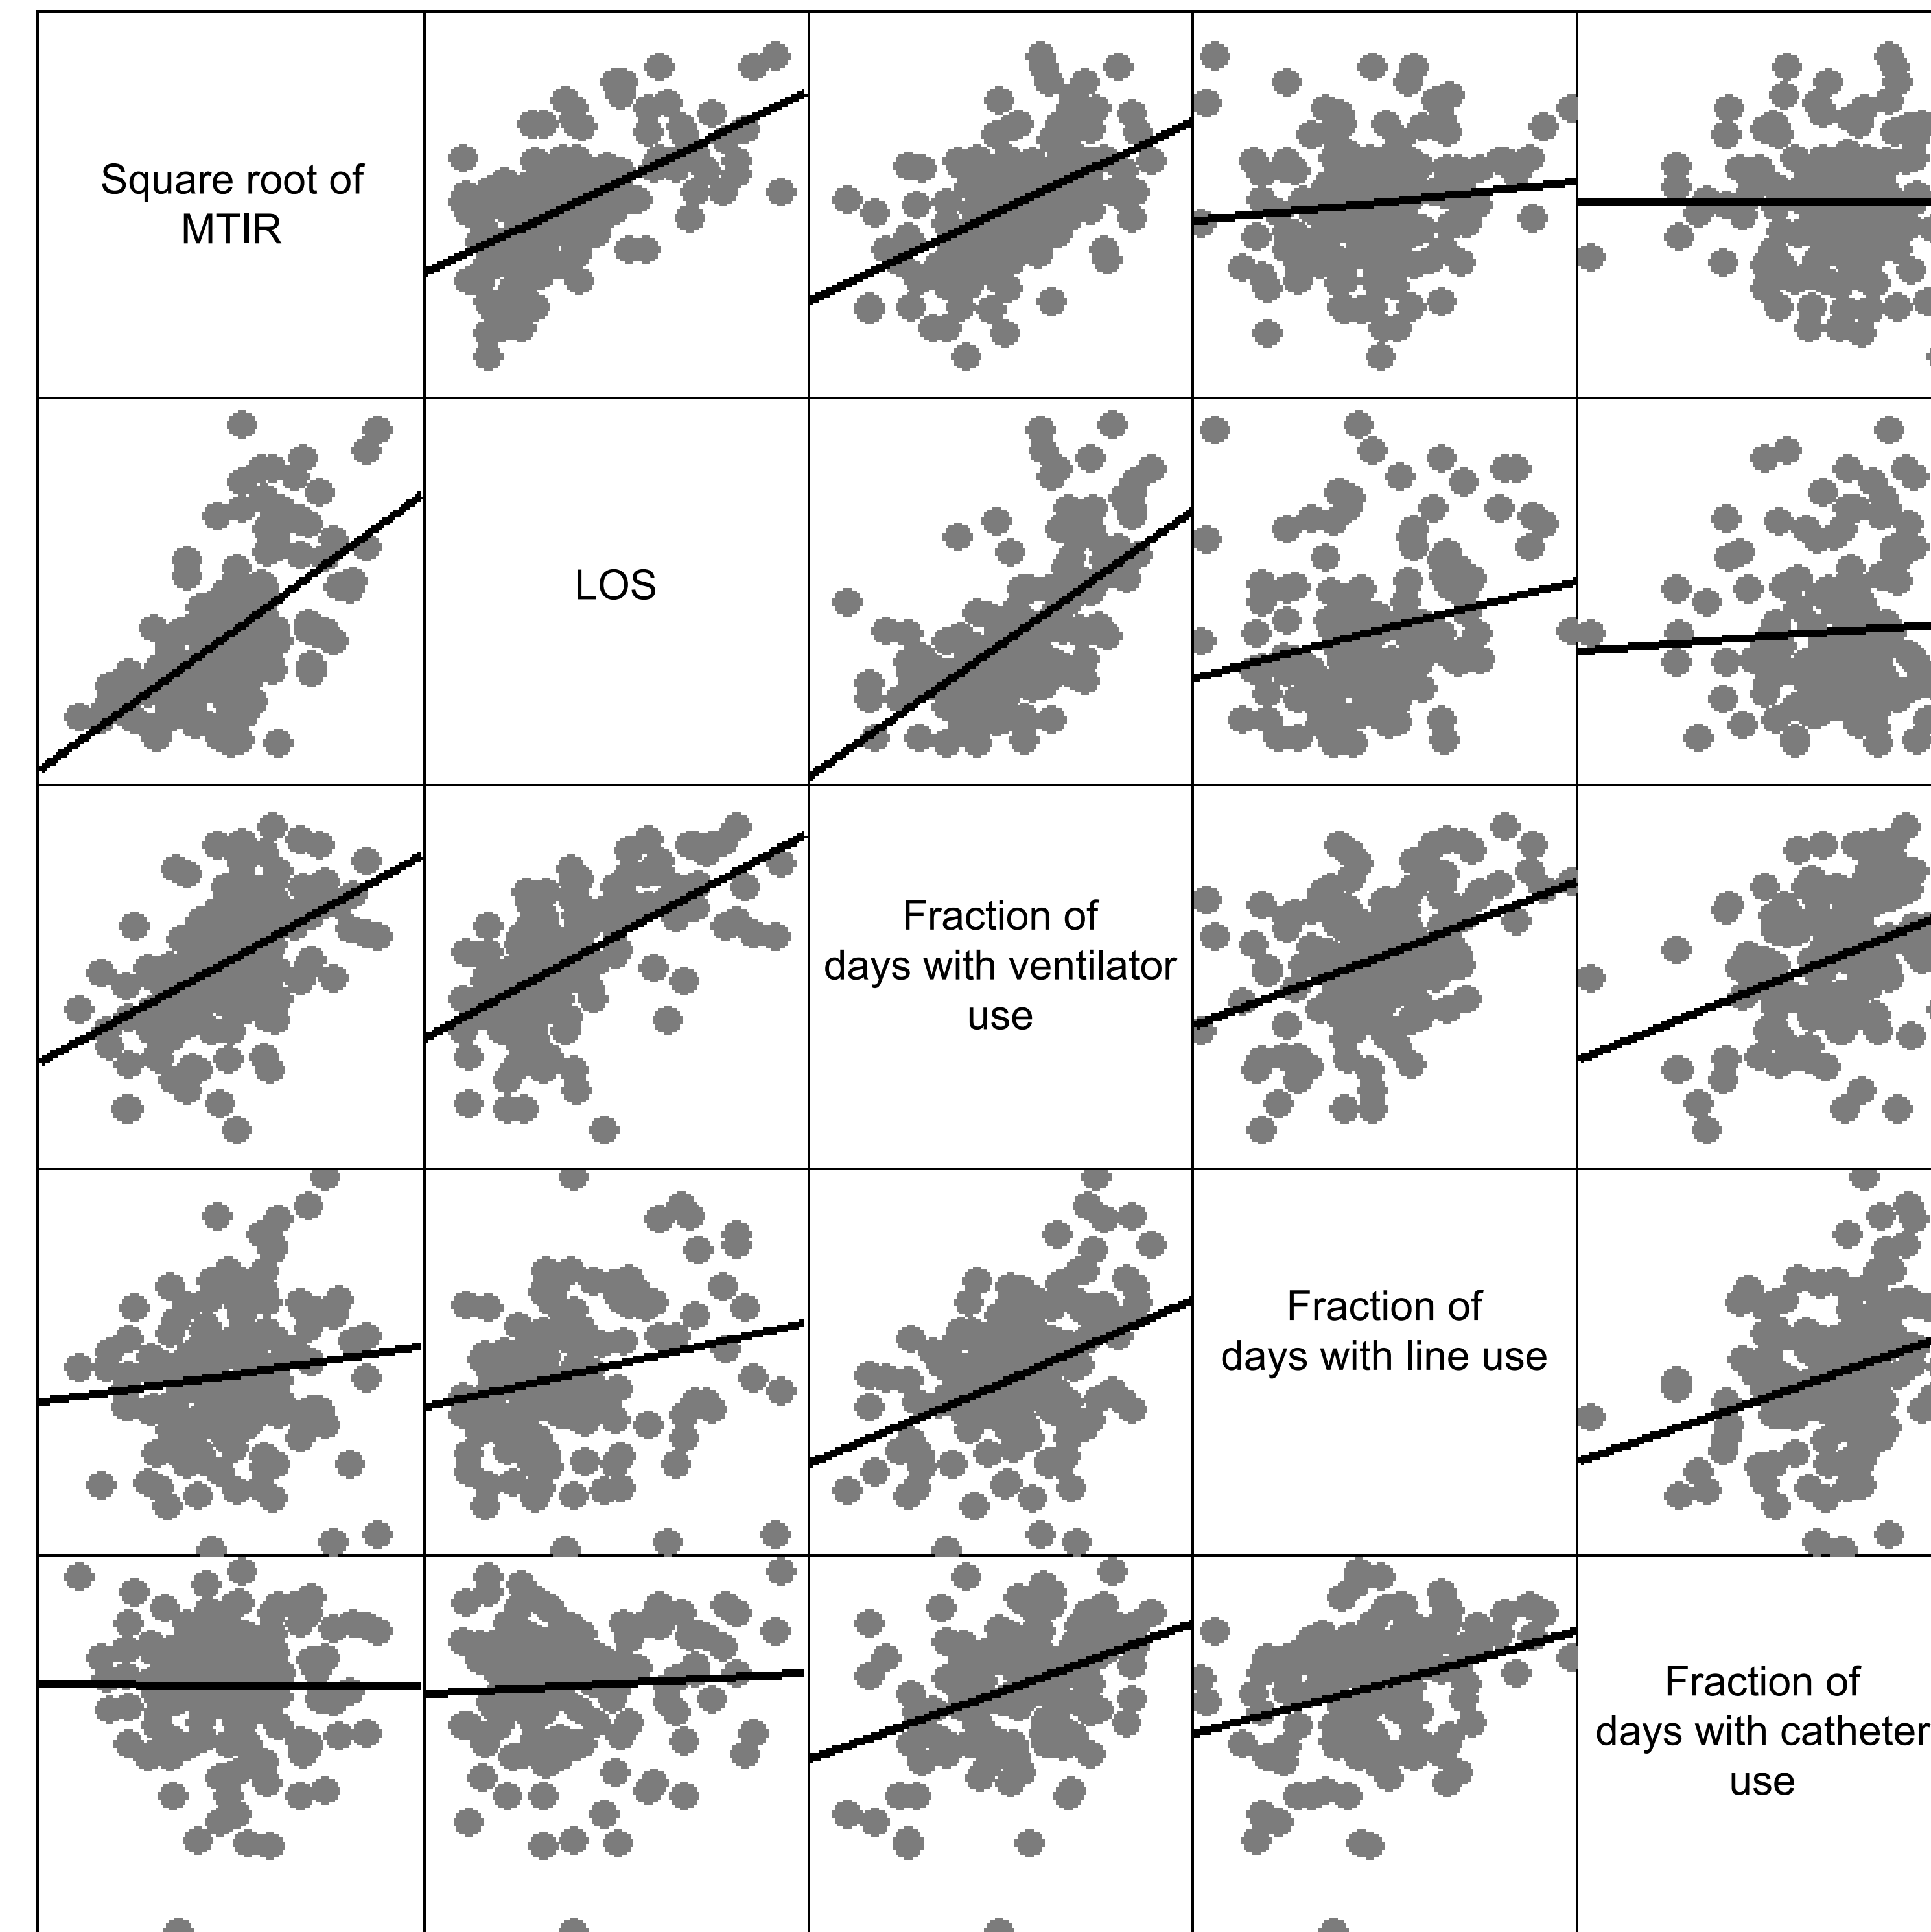 Square root of
MTIR
LOS
Fraction of
days with ventilator
use
Fraction of
days with line use
Fraction of
days with catheter
use